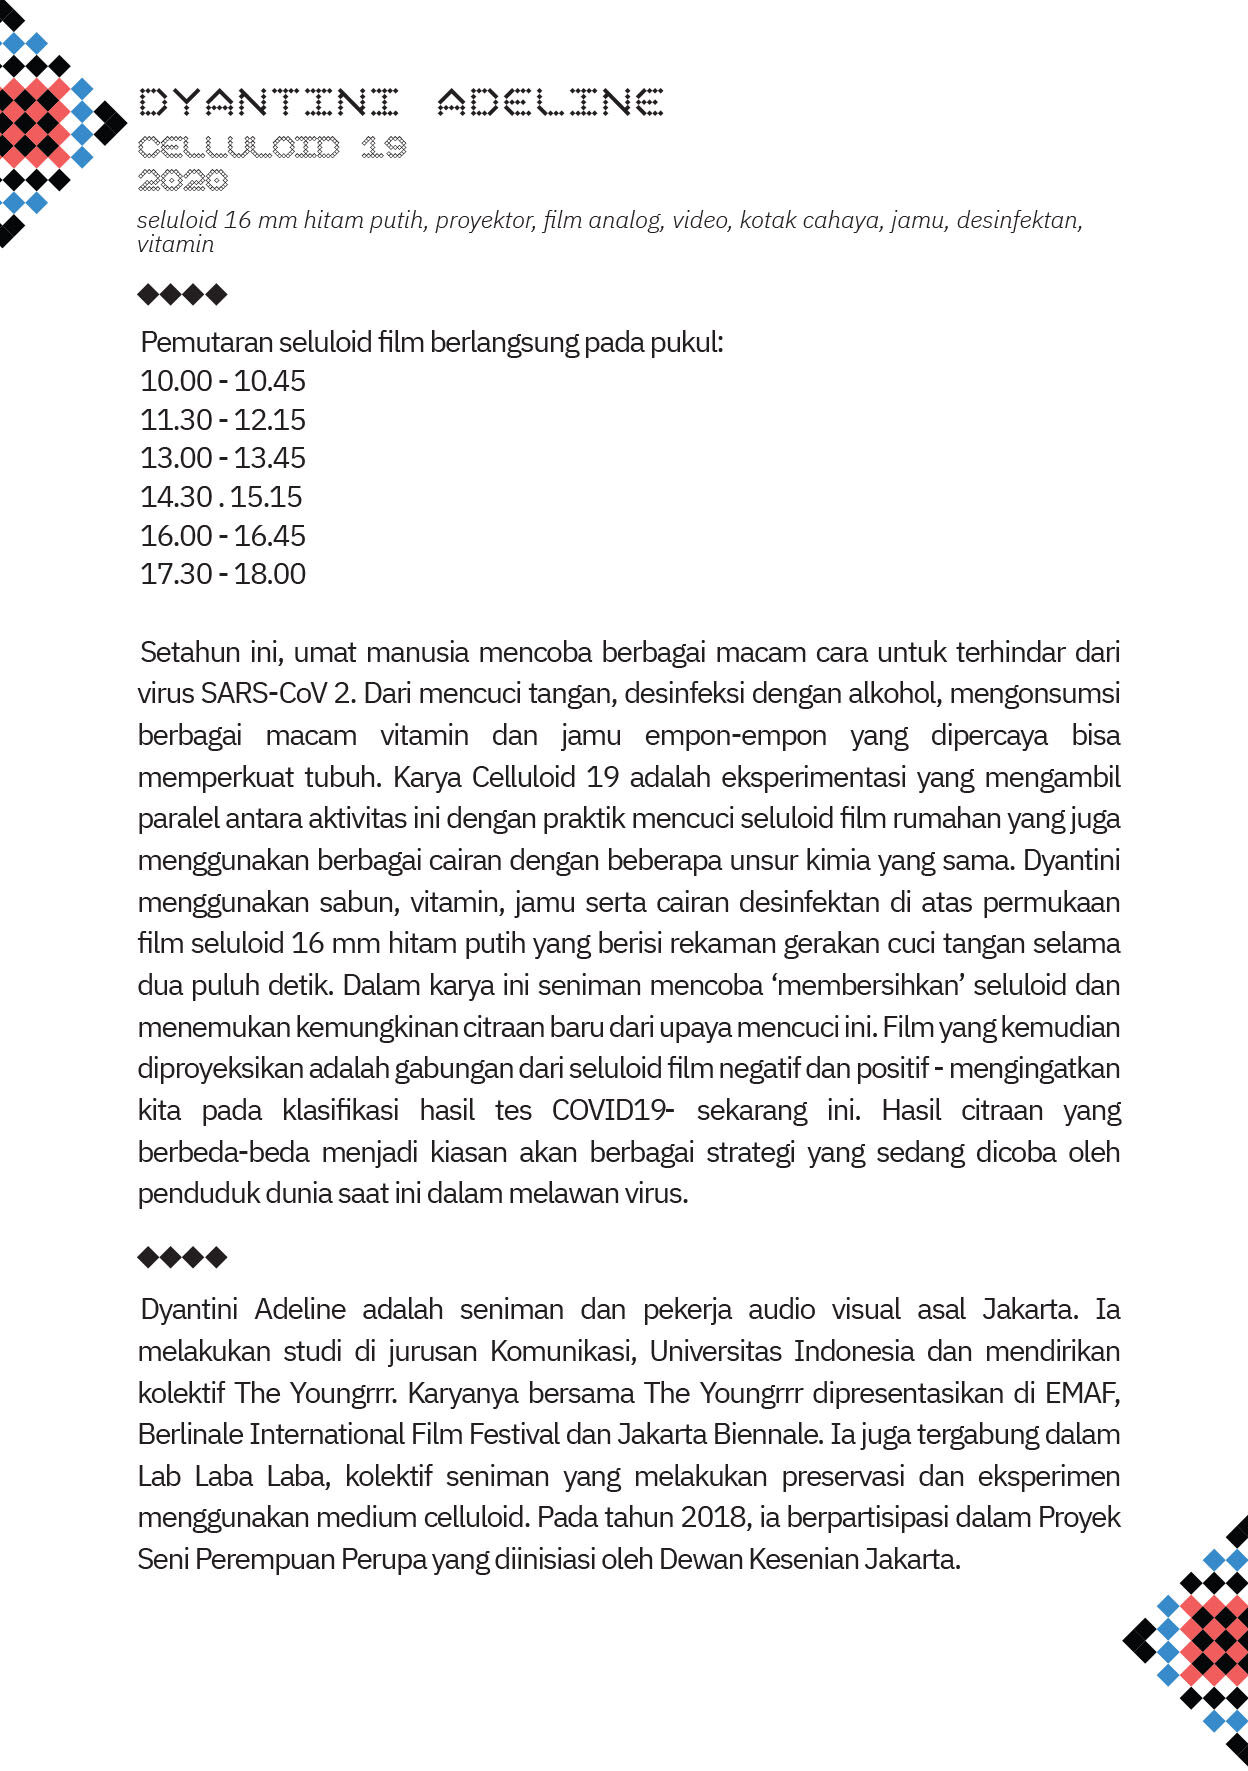 DYANTINI ADELINE
CELLULOID 19
2020
seluloid 16 mm hitam putih, proyektor, film analog, video, kotak cahaya, jamu, desinfektan,
vitamin
Pemutaran seluloid film berlangsung pada pukul:
10.00 - 10.45
11.30 - 12.15
13.00 - 13.45
14.30 . 15.15
16.00 - 16.45
17.30 - 18.00
Setahun ini, umat manusia mencoba berbagai macam cara untuk terhindar dari
virus SARS-CoV 2. Dari mencuci tangan, desinfeksi dengan alkohol, mengonsumsi
berbagai macam vitamin dan jamu empon-empon yang dipercaya bisa
memperkuat tubuh. Karya Celluloid 19 adalah eksperimentasi yang mengambil
paralel antara aktivitas ini dengan praktik mencuci seluloid film rumahan yang juga
menggunakan berbagai cairan dengan beberapa unsur kimia yang sama. Dyantini
menggunakan sabun, vitamin, jamu serta cairan desinfektan di atas permukaan
film seluloid 16 mm hitam putih yang berisi rekaman gerakan cuci tangan selama
dua puluh detik. Dalam karya ini seniman mencoba ‘membersihkan’ seluloid dan
menemukan kemungkinan citraan baru dari upaya mencuci ini. Film yang kemudian
diproyeksikan adalah gabungan dari seluloid film negatif dan positif - mengingatkan
kita pada klasifikasi hasil tes COVID19- sekarang ini. Hasil citraan yang
berbeda-beda menjadi kiasan akan berbagai strategi yang sedang dicoba oleh
penduduk dunia saat ini dalam melawan virus.
Dyantini Adeline adalah seniman dan pekerja audio visual asal Jakarta. Ia
melakukan studi di jurusan Komunikasi, Universitas Indonesia dan mendirikan
kolektif The Youngrrr. Karyanya bersama The Youngrrr dipresentasikan di EMAF,
Berlinale International Film Festival dan Jakarta Biennale. Ia juga tergabung dalam
Lab Laba Laba, kolektif seniman yang melakukan preservasi dan eksperimen
menggunakan medium celluloid. Pada tahun 2018, ia berpartisipasi dalam Proyek
Seni Perempuan Perupa yang diinisiasi oleh Dewan Kesenian Jakarta.